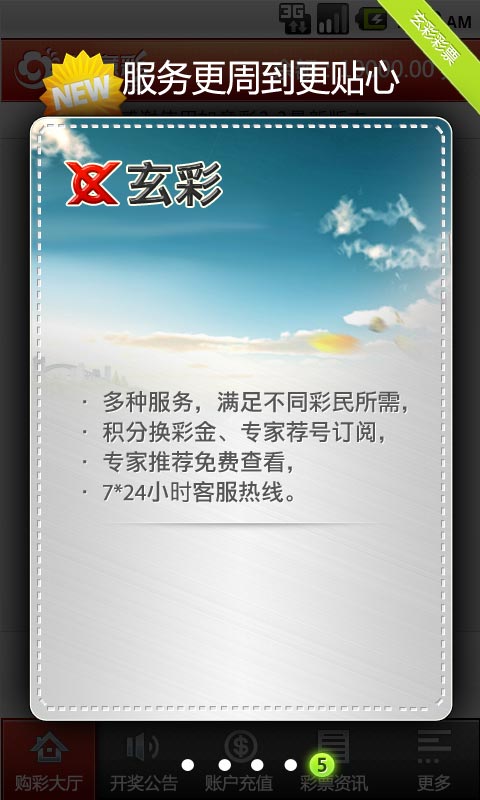 3G
AM
玄彩彩票
NEW
服务更周到更贴心
玄彩
· 多种服务，满足不同彩民所需，
· 积分换彩金、专家荐号订阅，
· 专家推荐免费查看，
· 7*24小时客服热线。
5
购彩大厅
开奖公告
账户充值
彩票资讯
更多